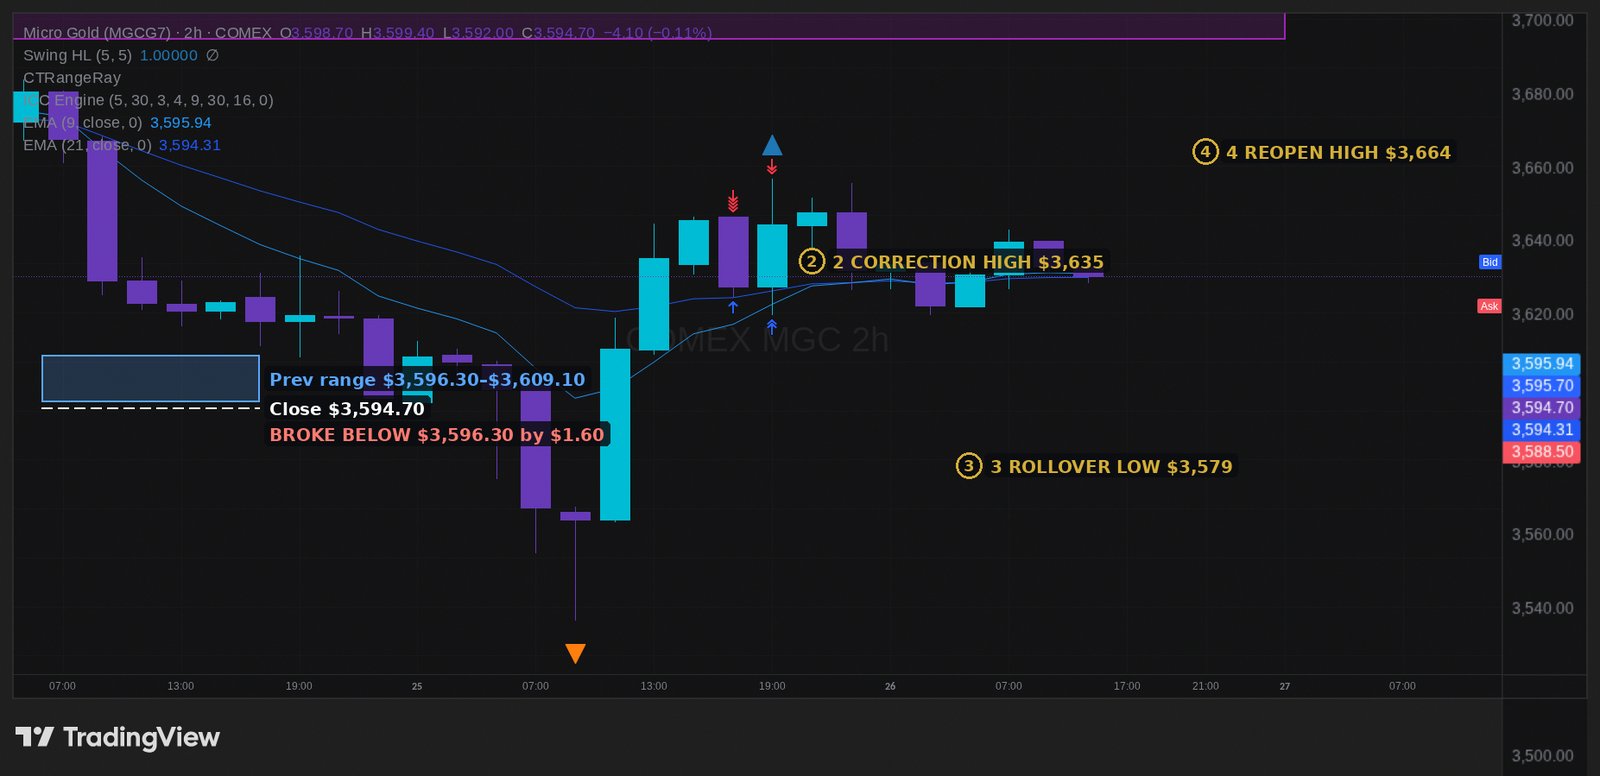 Micro Gold (MGCG7) · 2h · COMEX O3,598.70 H3,599.40 L3,592.00 C3,594.70 −4.10 (−0.11%)
Swing HL (5, 5) 1.00000 ∅
CTRangeRay
ICC Engine (5, 30, 3, 4, 9, 30, 16, 0)
EMA (9, close, 0) 3,595.94
EMA (21, close, 0) 3,594.31
3,700.00
3,680.00
④ 4 REOPEN HIGH $3,664
3,660.00
3,640.00
② 2 CORRECTION HIGH $3,635
Bid
Ask
3,620.00
COMEX MGC 2h
3,595.94
Prev range $3,596.30–$3,609.10
3,595.70
Close $3,594.70
3,594.70
BROKE BELOW $3,596.30 by $1.60
3,594.31
3,588.50
3,580.00
③ 3 ROLLOVER LOW $3,579
3,560.00
3,540.00
07:00 13:00 19:00 25 07:00 13:00 19:00 26 07:00 17:00 21:00 27 07:00
TradingView
3,500.00